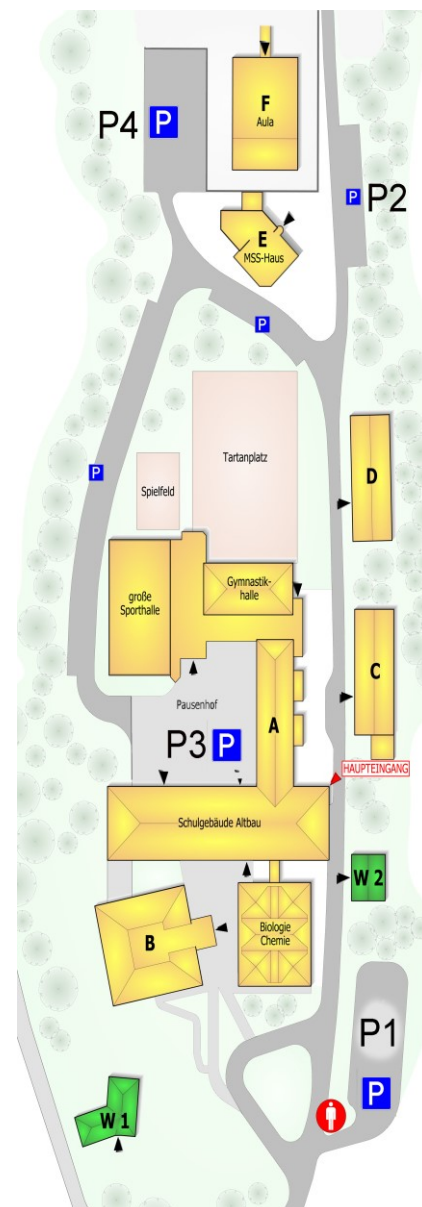 F
Aula
P4 P
P P2
E
MSS-Haus
P
Tartanplatz
P
Spielfeld
D
Gymnastik-
halle
große
Sporthalle
C
Pausenhof
A
P3 P
HAUPTEINGANG
Schulgebäude Altbau
W 2
B
Biologie
Chemie
P1
P
W 1